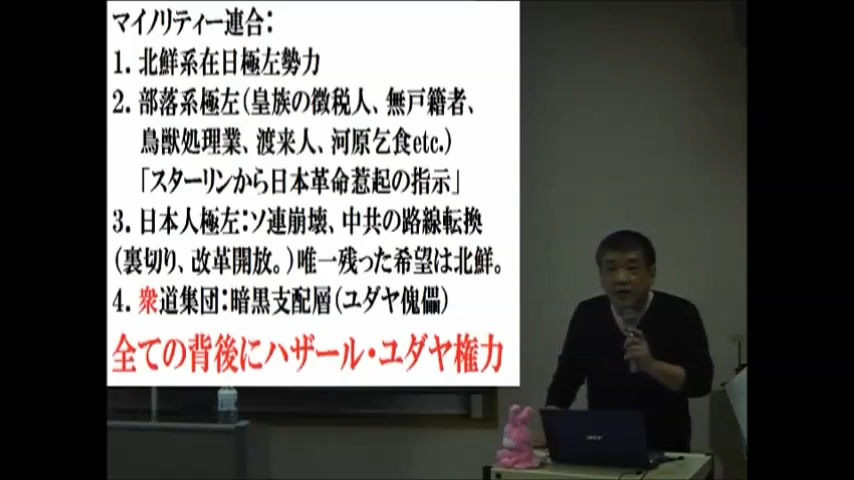 マイノリティー連合：
1．北鮮系在日極左勢力
2．部落系極左（皇族の徴税人、無戸籍者、
鳥獣処理業、渡来人、河原乞食etc.）
「スターリンから日本革命惹起の指示」
3．日本人極左：ソ連崩壊、中共の路線転換
（裏切り、改革開放。）唯一残った希望は北鮮。
4．衆道集団：暗黒支配層（ユダヤ傀儡）
全ての背後にハザール・ユダヤ権力
acer